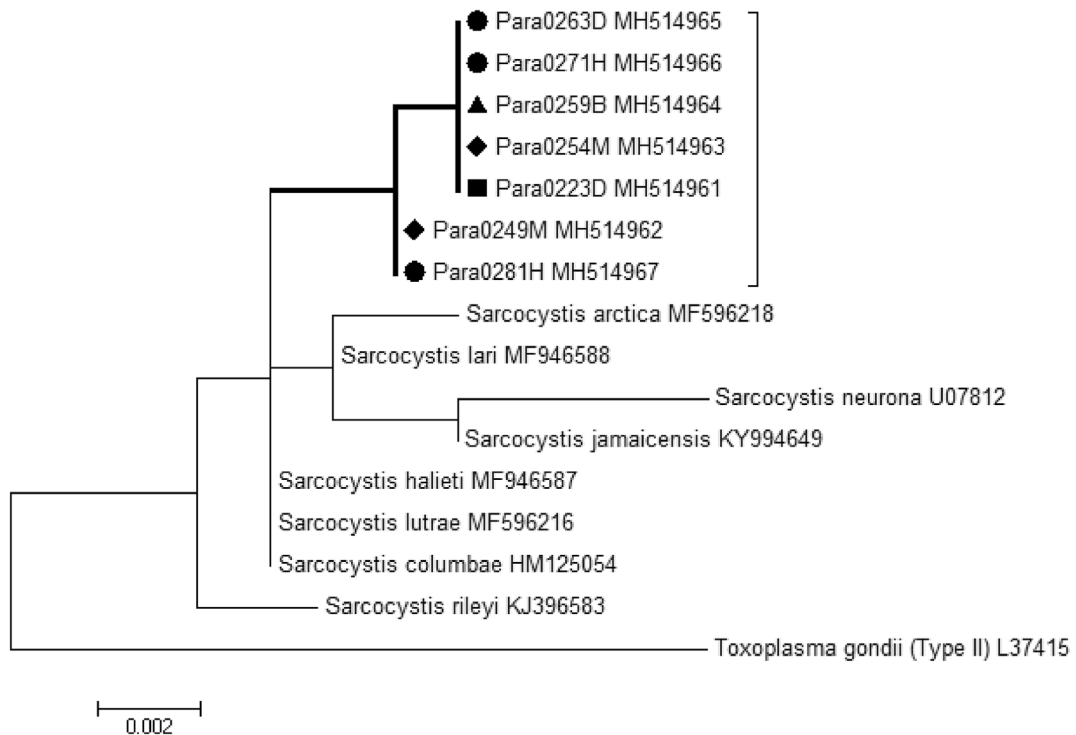 Para0263D MH514965
Para0271H MH514966
Para0259B MH514964
Para0254M MH514963
Para0223D MH514961
Para0249M MH514962
Para0281H MH514967
Sarcocystis arctica MF596218
Sarcocystis lari MF946588
Sarcocystis neurona U07812
Sarcocystis jamaicensis KY994649
Sarcocystis halieti MF946587
Sarcocystis lutrae MF596216
Sarcocystis columbae HM125054
Sarcocystis rileyi KJ396583
Toxoplasma gondii (Type II) L37415
0.002